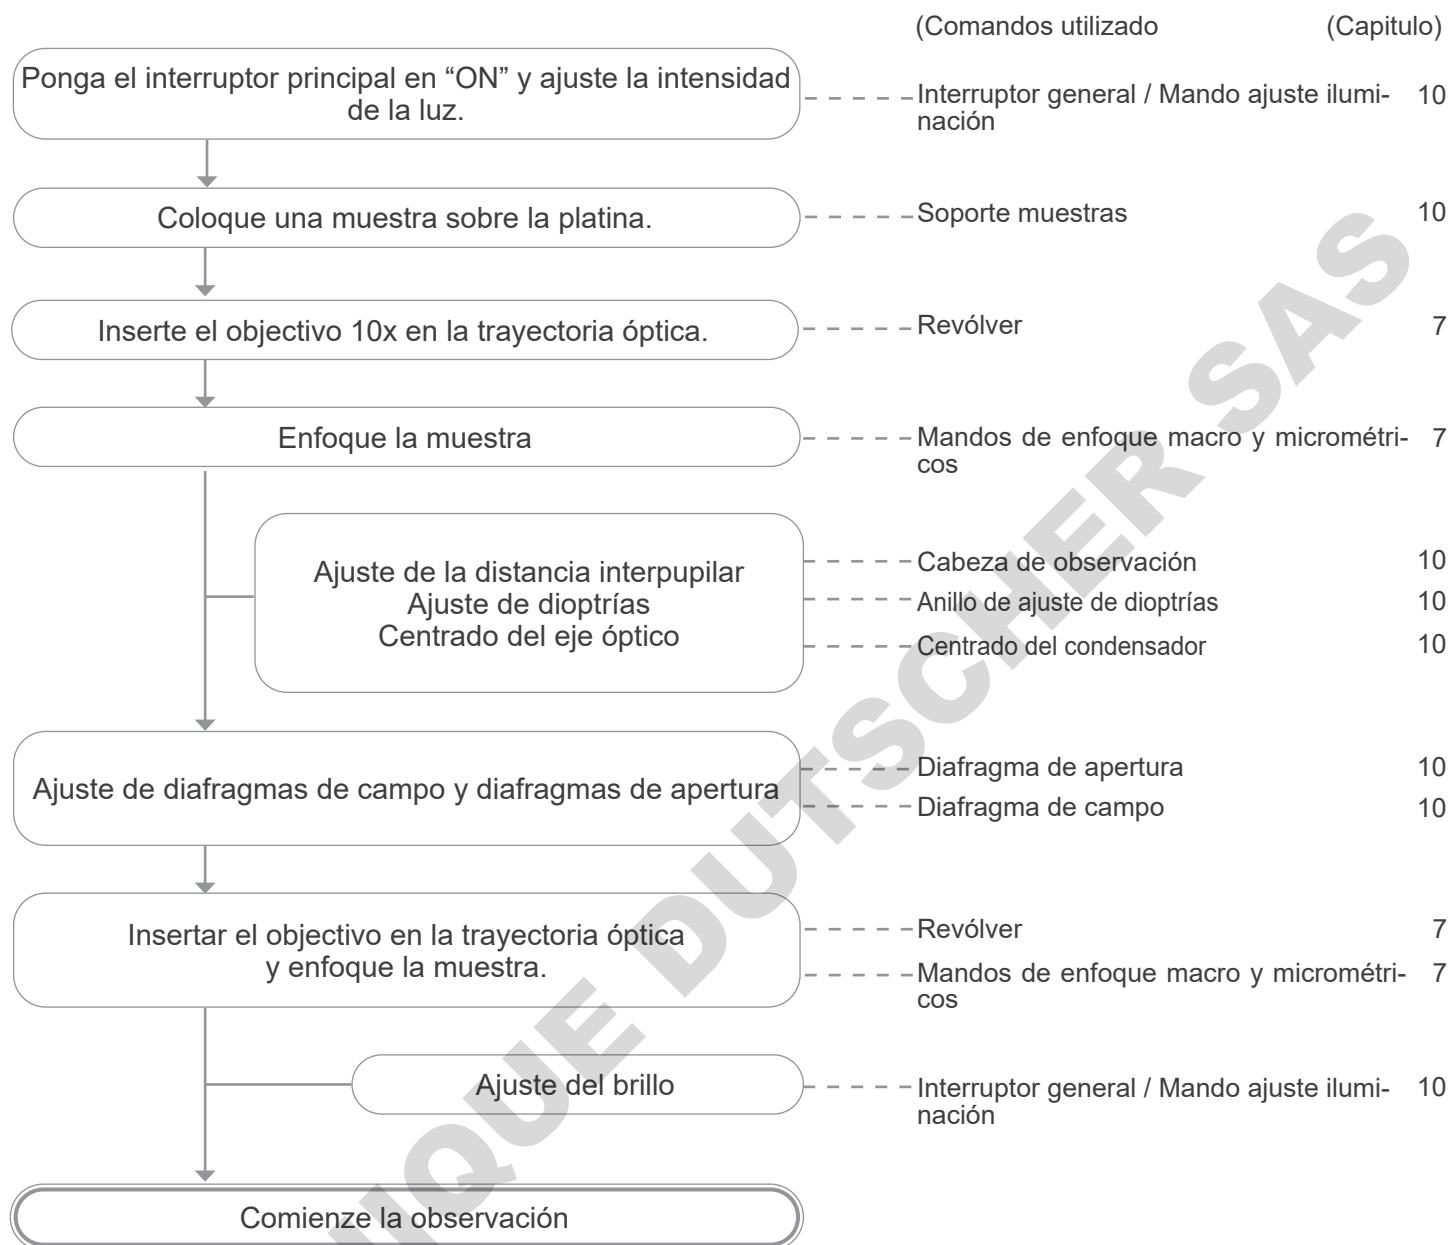 (Comandos utilizado (Capitulo)
Ponga el interruptor principal en “ON” y ajuste la intensidad
de la luz.
Interruptor general / Mando ajuste ilumi- 10
nación
Coloque una muestra sobre la platina.
Soporte muestras 10
Inserte el objectivo 10x en la trayectoria óptica.
Revólver 7
Enfoque la muestra
Mandos de enfoque macro y micrométri- 7
cos
Ajuste de la distancia interpupilar
Ajuste de dioptrías
Centrado del eje óptico
Cabeza de observación 10
Anillo de ajuste de dioptrías 10
Centrado del condensador 10
Ajuste de diafragmas de campo y diafragmas de apertura
Diafragma de apertura 10
Diafragma de campo 10
Insertar el objectivo en la trayectoria óptica
y enfoque la muestra.
Revólver 7
Mandos de enfoque macro y micrométri- 7
cos
Ajuste del brillo
Interruptor general / Mando ajuste ilumi- 10
nación
Comienze la observación
IQUE DUTSCHER SAS